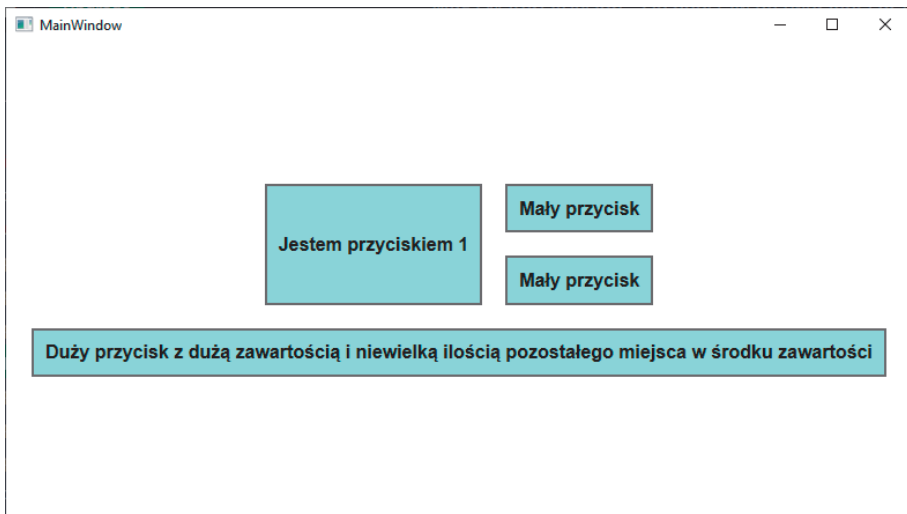 MainWindow
Jestem przyciskiem 1
Mały przycisk
Mały przycisk
Duży przycisk z dużą zawartością i niewielką ilością pozostałego miejsca w środku zawartości